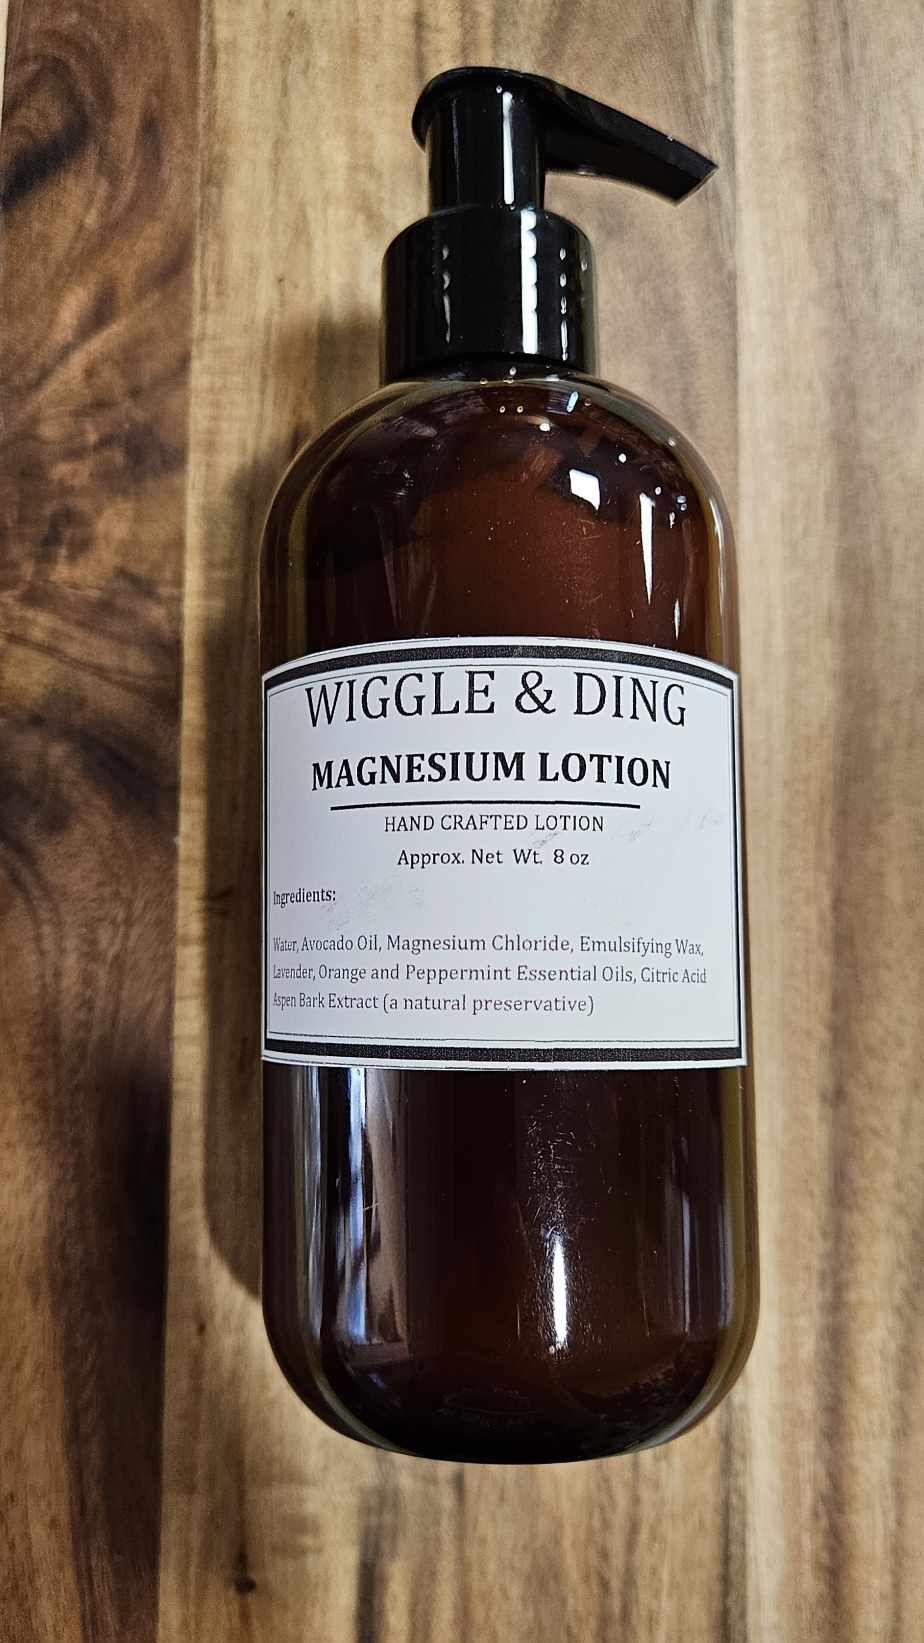 WIGGLE & DING
MAGNESIUM LOTION
HAND CRAFTED LOTION
Approx. Net Wt. 8 oz
Ingredients:
Water, Avocado Oil, Magnesium Chloride, Emulsifying Wax,
Lavender, Orange and Peppermint Essential Oils, Citric Acid
Aspen Bark Extract (a natural preservative)